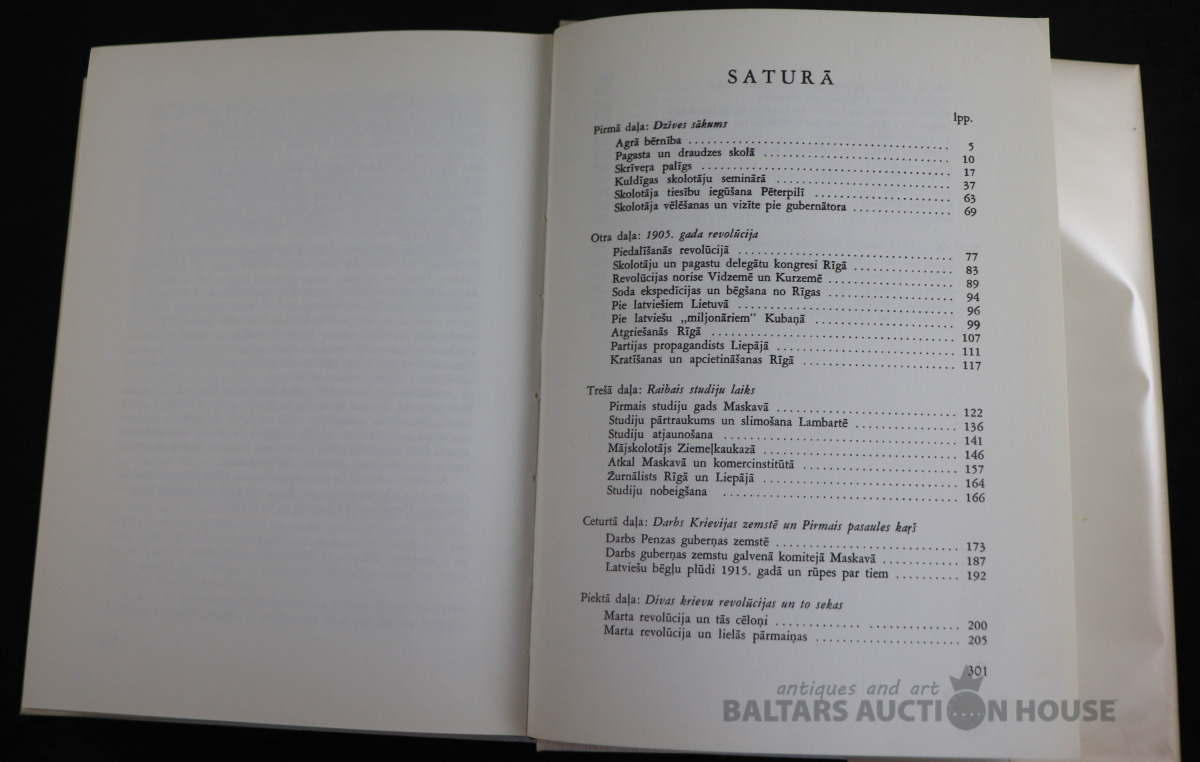 SATURĀ
lpp.
Pirmā daļa: Dzīves sākums
Agrā bērnība ........................................ 5
Pagasta un draudzes skolā ........................... 10
Skrīveŗa palīgs ..................................... 17
Kuldīgas skolotāju seminārā ......................... 37
Skolotāja tiesību iegūšana Pēterpilī ................ 63
Skolotāja vēlēšanas un vizīte pie gubernātora ....... 69
Otra daļa: 1905. gada revolūcija
Piedalīšanās revolūcijā ............................. 77
Skolotāju un pagastu delegātu kongresi Rīgā ......... 83
Revolūcijas norise Vidzemē un Kurzemē ............... 89
Soda ekspedīcijas un bēgšana no Rīgas ............... 94
Pie latviešiem Lietuvā .............................. 96
Pie latviešu „miljonāriem" Kubaņā ................... 99
Atgriešanās Rīgā .................................... 107
Partijas propagandists Liepājā ...................... 111
Kratīšanas un apcietināšanas Rīgā ................... 117
Trešā daļa: Raibais studiju laiks
Pirmais studiju gads Maskavā ........................ 122
Studiju pārtraukums un slimošana Lambartē ........... 136
Studiju atjaunošana ................................. 141
Mājskolotājs Ziemeļkaukazā .......................... 146
Atkal Maskavā un komercinstitūtā .................... 157
Žurnālists Rīgā un Liepājā .......................... 164
Studiju nobeigšana .................................. 166
Ceturtā daļa: Darbs Krievijas zemstē un Pirmais pasaules kaŗš
Darbs Penzas guberņas zemstē ........................ 173
Darbs guberņas zemstu galvenā komitejā Maskavā ...... 187
Latviešu bēgļu plūdi 1915. gadā un rūpes par tiem ... 192
Piektā daļa: Divas krievu revolūcijas un to sekas
Marta revolūcija un tās cēloņi ...................... 200
Marta revolūcija un lielās pārmaiņas ................ 205
301
antiques and art
BALTARS AUCTION HOUSE